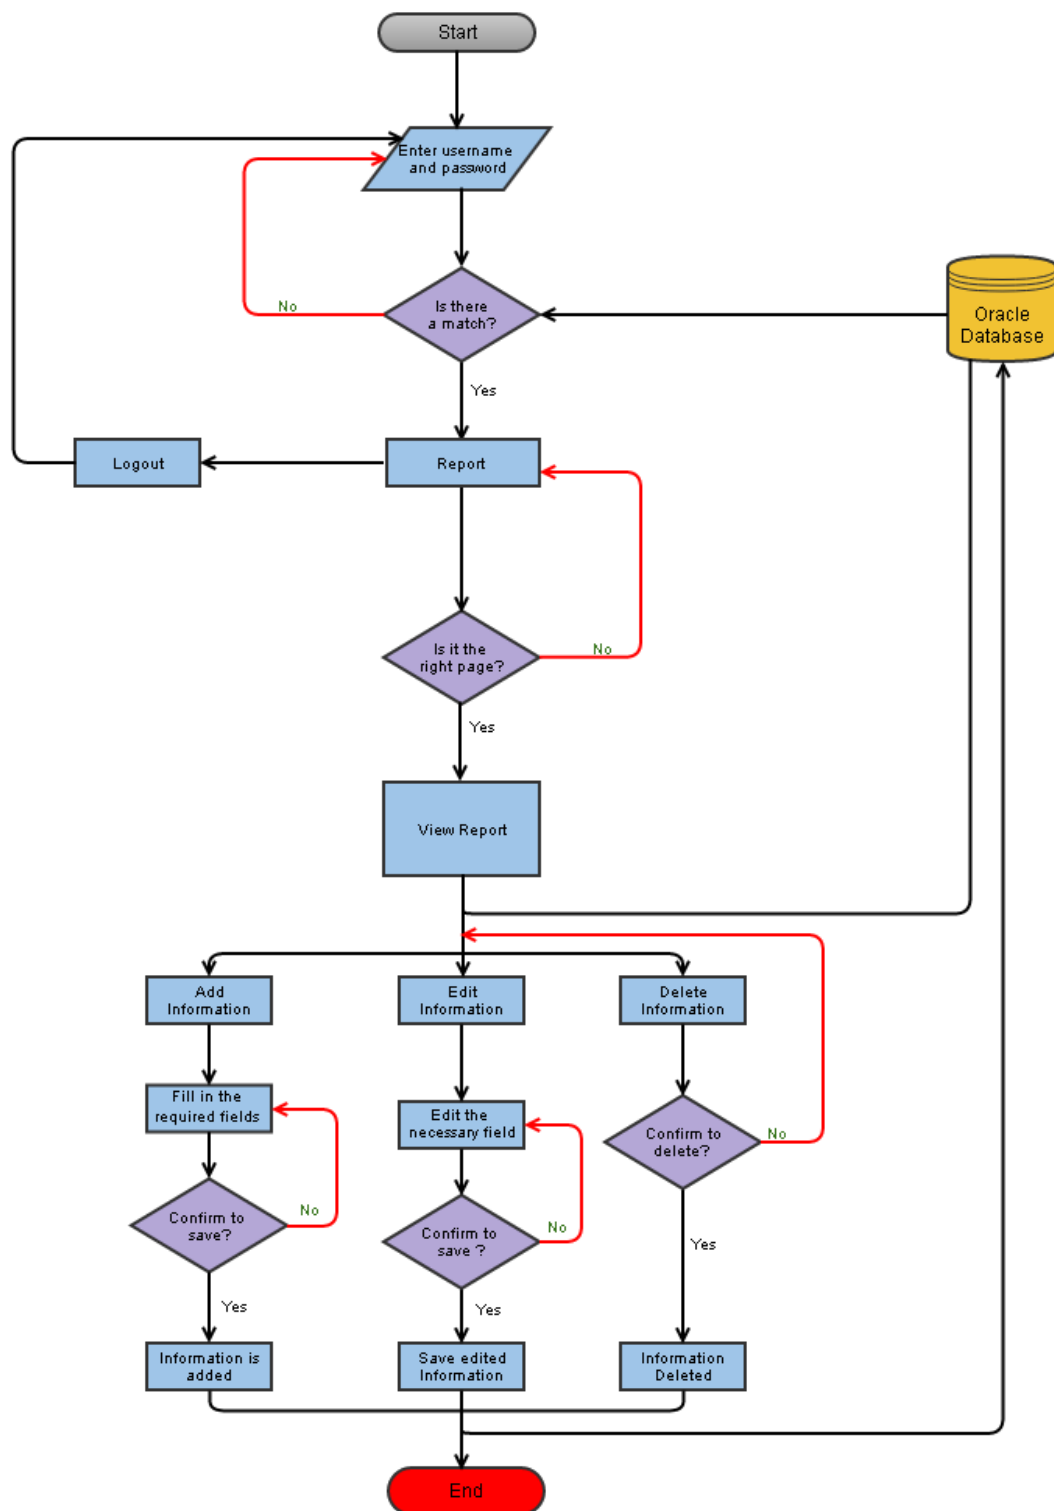 Start
Enter username
and password
Is there
a match?
No
Oracle
Database
Yes
Logout
Report
Is it the
right page?
No
Yes
View Report
Add
Information
Edit
Information
Delete
Information
Fill in the
required fields
Edit the
necessary field
Confirm to
delete?
No
Confirm to
save?
No
Confirm to
save ?
No
Yes
Yes
Yes
Information is
added
Save edited
Information
Information
Deleted
End